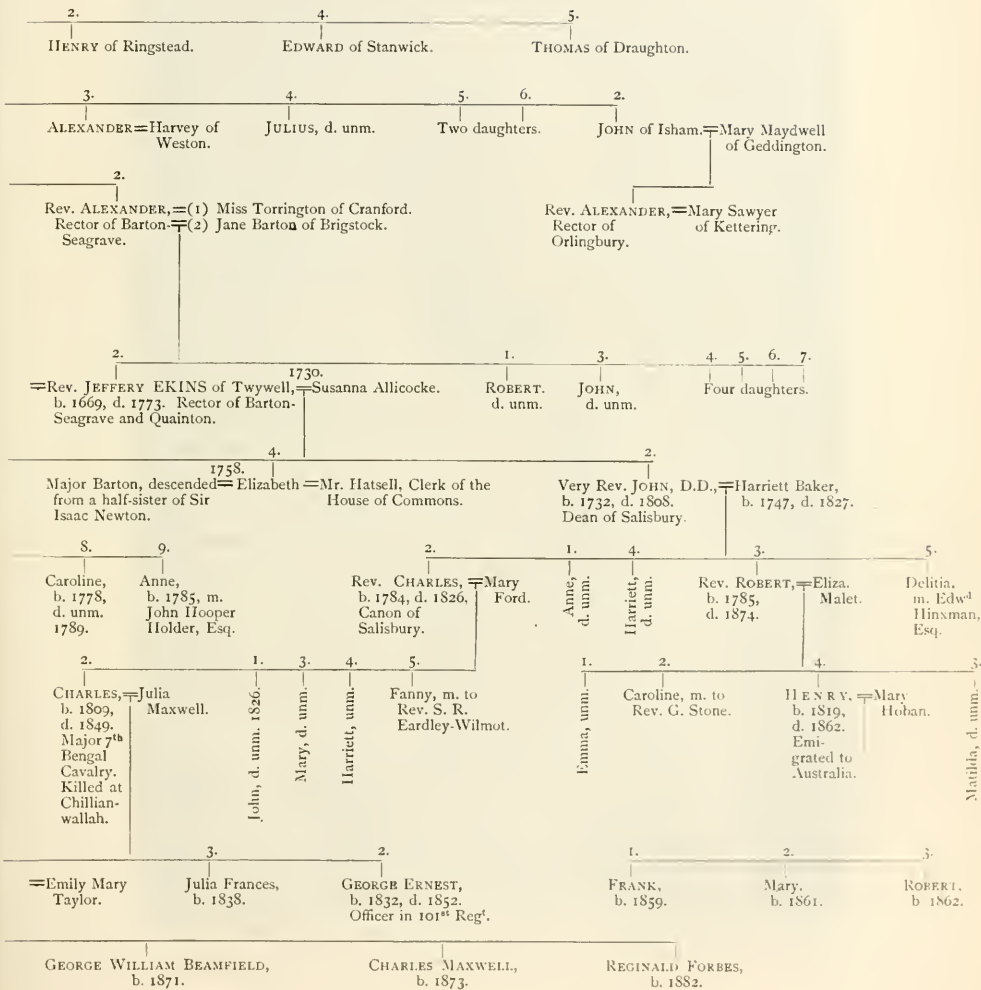 2. 4. 5.
HENRY of Ringstead. EDWARD of Stanwick. THOMAS of Draughton.
3. 4. 5. 6. 2.
ALEXANDER=Harvey of Weston. JULIUS, d. unm. Two daughters. JOHN of Isham.=Mary Maydwell of Geddington.
2.
Rev. ALEXANDER,=(1) Miss Torrington of Cranford.
Rector of Barton-=(2) Jane Barton of Brigstock.
Seagrave.
Rev. ALEXANDER,=Mary Sawyer
Rector of of Kettering.
Orlingbury.
2. 1730. 1. 3. 4. 5. 6. 7.
=Rev. JEFFERY EKINS of Twywell,=Susanna Allicocke. ROBERT. JOHN, Four daughters.
b. 1669, d. 1773. Rector of Barton- d. unm. d. unm.
Seagrave and Quainton.
1758. 4. 2.
Major Barton, descended=Elizabeth=Mr. Hatsell, Clerk of the Very Rev. JOHN, D.D.,=Harriett Baker,
from a half-sister of Sir House of Commons. b. 1732, d. 1808. b. 1747, d. 1827.
Isaac Newton. Dean of Salisbury.
8. 9. 2. 1. 4. 3. 5.
Caroline, Anne, Rev. CHARLES,=Mary Anne, d. unm. Harriett, d. unm. Rev. ROBERT,=Eliza. Delitia.
b. 1778, b. 1785, m. b. 1784, d. 1826, Ford. b. 1785, Malet. m. Edwd
d. unm. John Hooper Canon of d. 1874. Hinxman,
1789. Holder, Esq. Salisbury. Esq.
2. 1. 3. 4. 5. 1. 2. 4. 3.
CHARLES,=Julia John, d. unm. 1826. Mary, d. unm. Harriett, unm. Fanny, m. to Emma, unm. Caroline, m. to HENRY.=Mary Matilda, d. unm.
b. 1809, Maxwell. Rev. S. R. Rev. G. Stone. b. 1819, Hoban.
d. 1849. Eardley-Wilmot. d. 1862.
Major 7th Emi-
Bengal grated to
Cavalry. Australia.
Killed at
Chillian-
wallah.
3. 2. 1. 2. 3.
=Emily Mary Julia Frances, GEORGE ERNEST, FRANK, Mary. ROBERT.
Taylor. b. 1838. b. 1832, d. 1852. b. 1859. b. 1861. b 1862.
Officer in 101st Regt.
GEORGE WILLIAM BEAMFIELD, CHARLES MAXWELL, REGINALD FORBES,
b. 1871. b. 1873. b. 1882.